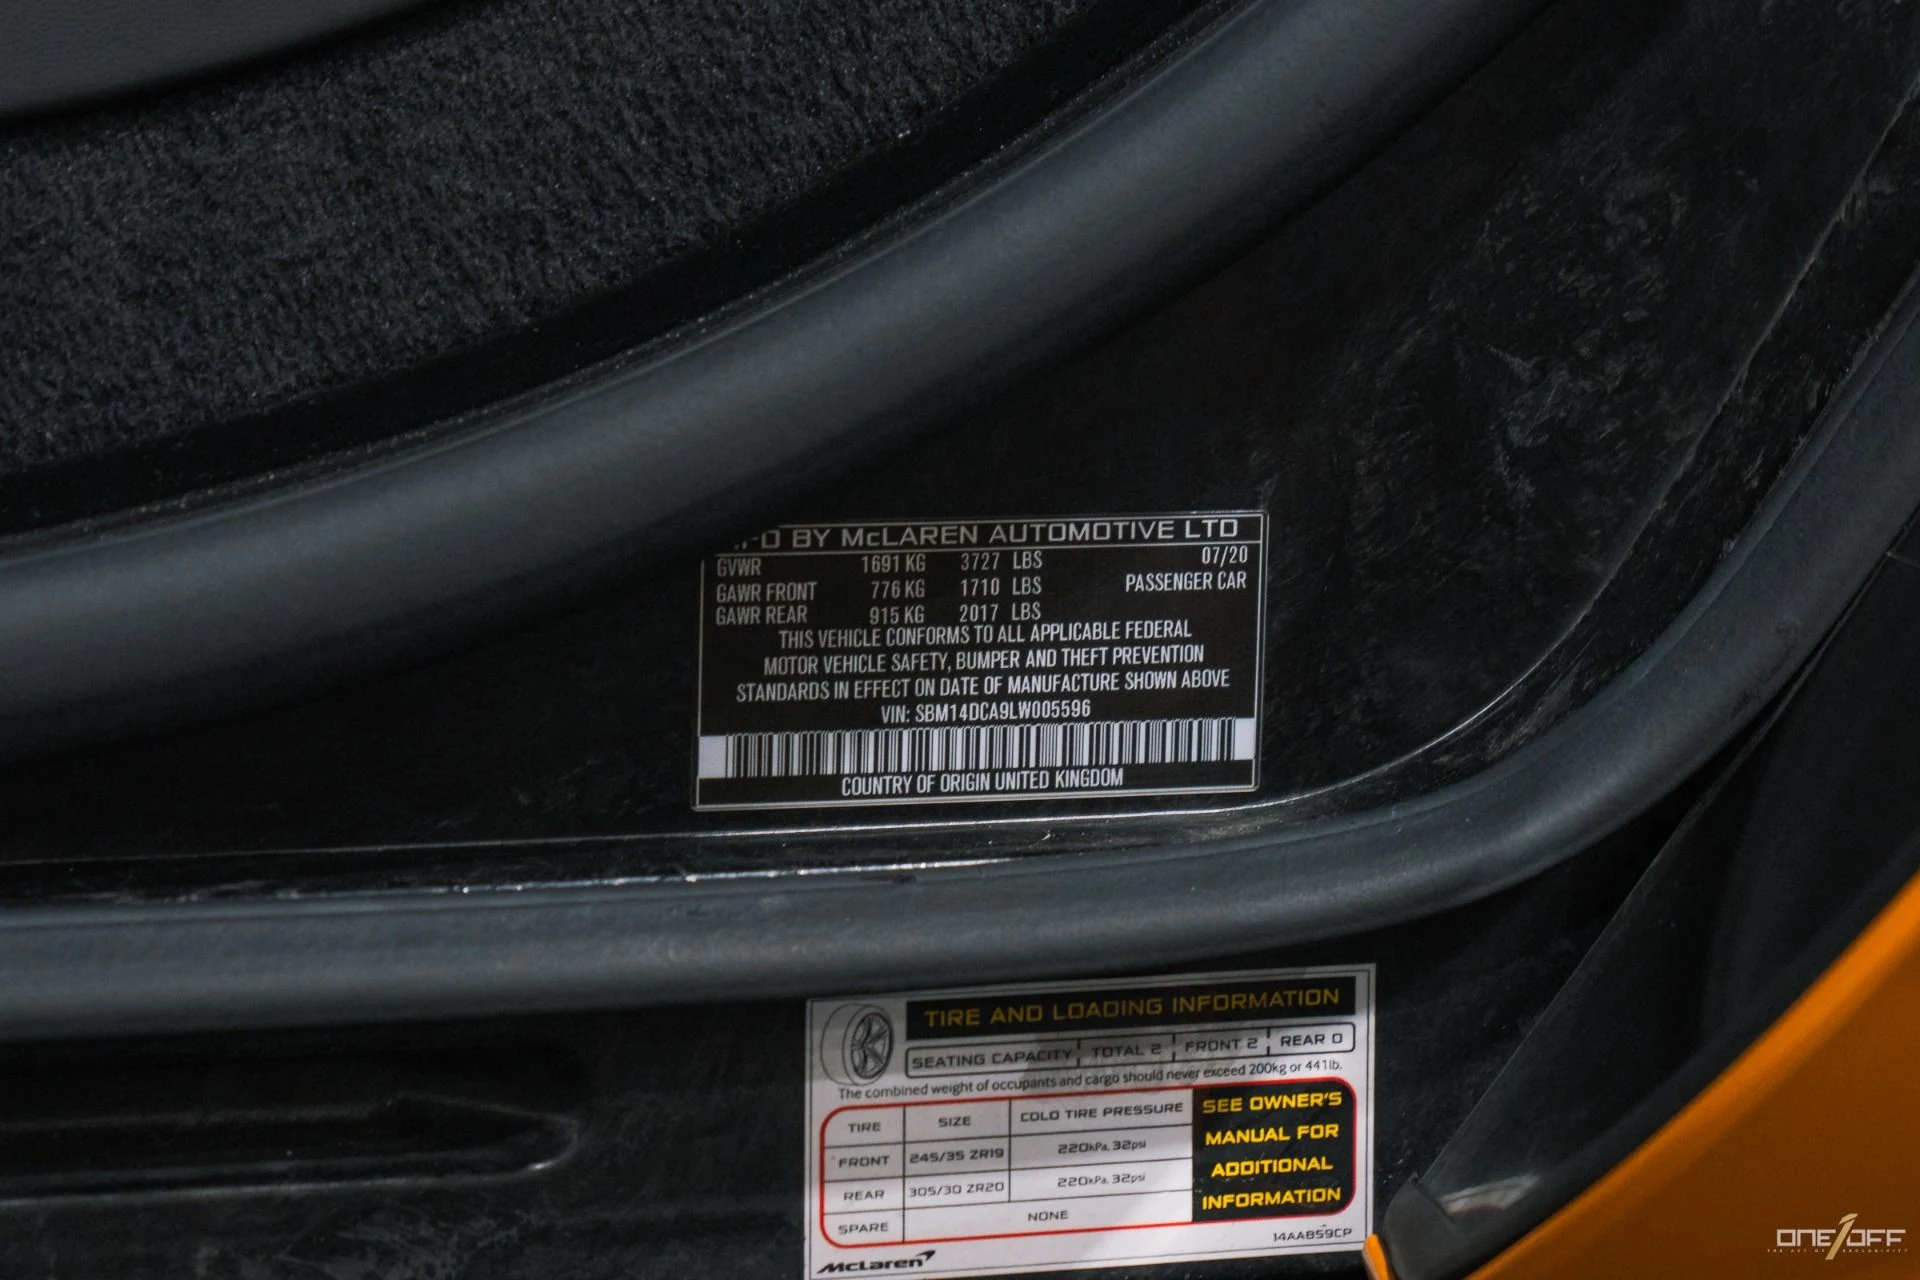 BY McLAREN AUTOMOTIVE LTD
GVWR 1691 KG 3727 LBS 07/20
GAWR FRONT 776 KG 1710 LBS PASSENGER CAR
GAWR REAR 915 KG 2017 LBS
THIS VEHICLE CONFORMS TO ALL APPLICABLE FEDERAL
MOTOR VEHICLE SAFETY, BUMPER AND THEFT PREVENTION
STANDARDS IN EFFECT ON DATE OF MANUFACTURE SHOWN ABOVE
VIN: SBM14DCA9LW005596
COUNTRY OF ORIGIN UNITED KINGDOM
TIRE AND LOADING INFORMATION
SEATING CAPACITY TOTAL 2 FRONT 2 REAR 0
The combined weight of occupants and cargo should never exceed 200kg or 441lb.
TIRE SIZE COLD TIRE PRESSURE
FRONT 245/35 ZR19 220kPa, 32psi
REAR 305/30 ZR20 220kPa, 32psi
SPARE NONE
SEE OWNER'S
MANUAL FOR
ADDITIONAL
INFORMATION
14AA859CP
McLaren
ONE/OFF
THE ART OF EXCLUSIVITY